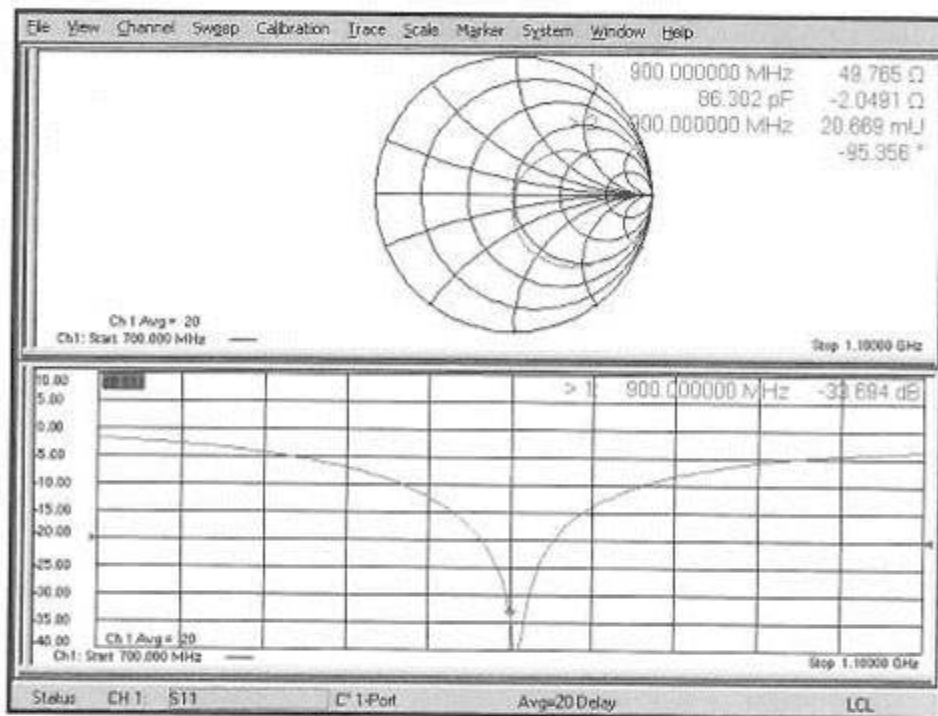 File View Channel Sweep Calibration Trace Scale Marker System Window Help
1: 900.000000 MHz 49.765 Ω
86.302 pF -2.0491 Ω
> 2: 900.000000 MHz 20.669 mU
-95.356 °
Ch 1 Avg = 20
Ch1: Start 700.000 MHz
Stop 1.10000 GHz
10.00
> 1: 900.000000 MHz -33.694 dB
5.00
0.00
-5.00
-10.00
-15.00
-20.00
-25.00
-30.00
-35.00
-40.00
Ch 1 Avg = 20
Ch1: Start 700.000 MHz
Stop 1.10000 GHz
Status CH 1: S11 C* 1-Port Avg=20 Delay LCL